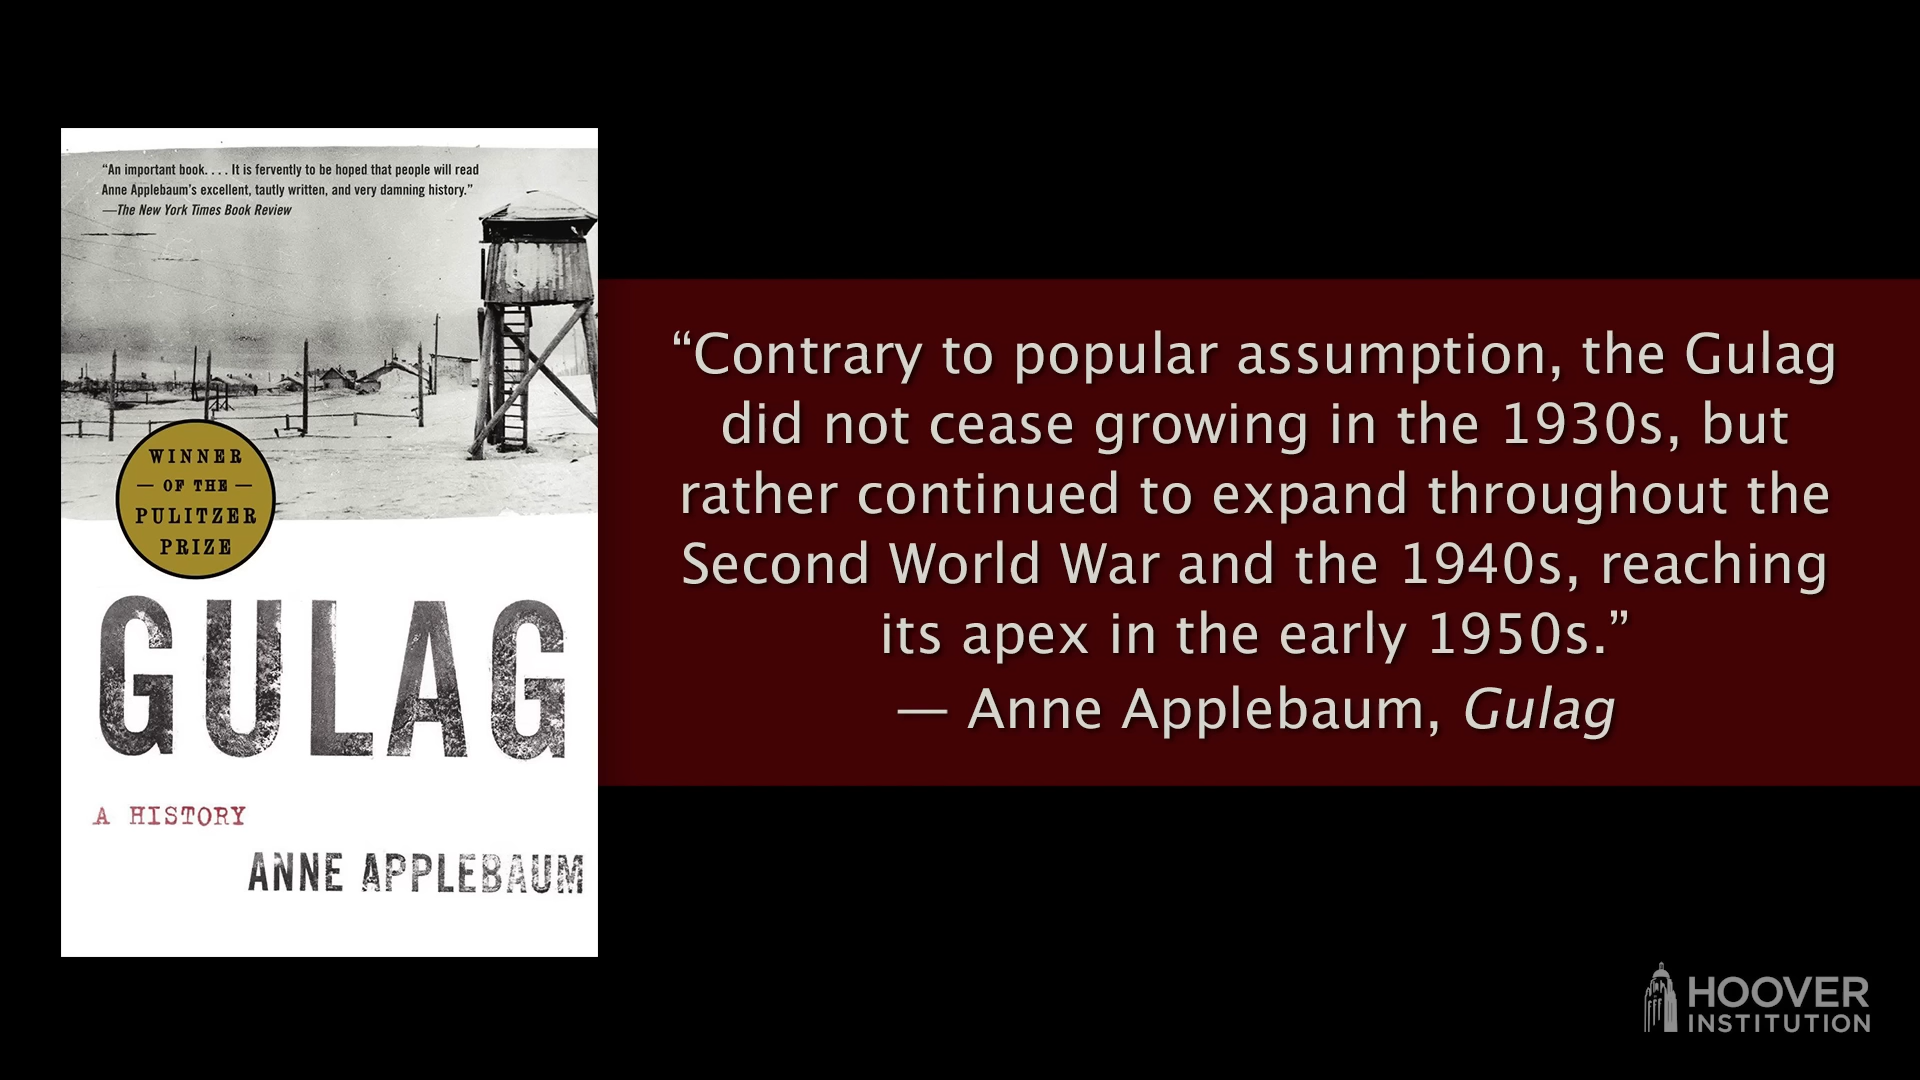 “An important book. . . . It is fervently to be hoped that people will read
Anne Applebaum’s excellent, tautly written, and very damning history.”
—The New York Times Book Review
WINNER
— OF THE —
PULITZER
PRIZE
GULAG
A HISTORY
ANNE APPLEBAUM
“Contrary to popular assumption, the Gulag
did not cease growing in the 1930s, but
rather continued to expand throughout the
Second World War and the 1940s, reaching
its apex in the early 1950s.”
— Anne Applebaum, Gulag
HOOVER
INSTITUTION